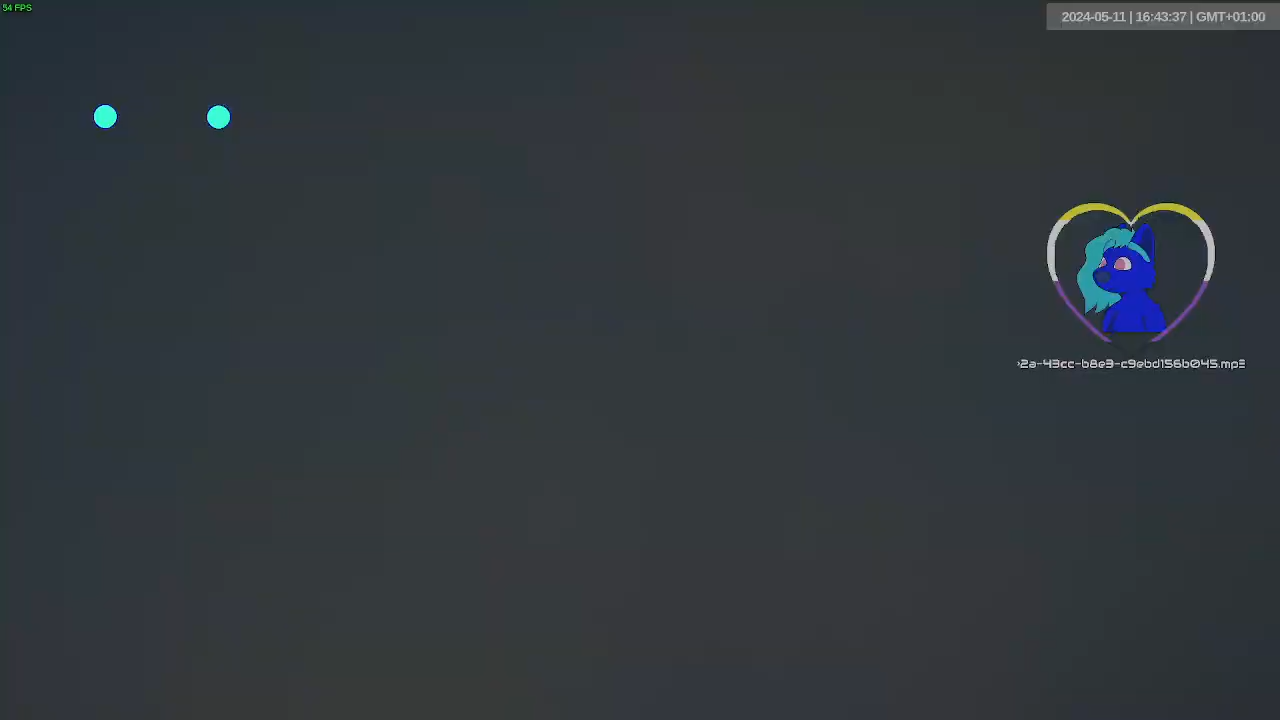 54 FPS
2024-05-11 | 16:43:37 | GMT+01:00
2a-43cc-b8e3-c9ebd156b045.mp3